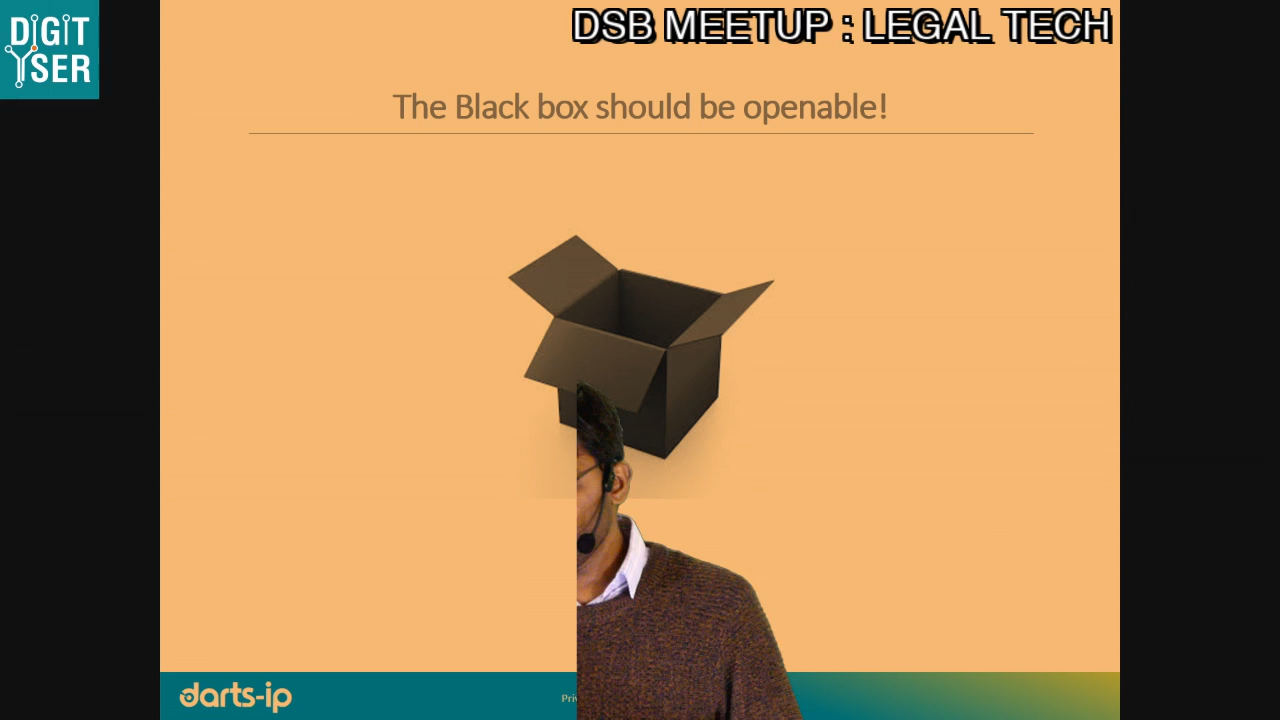 DIGIT
YSER
DSB MEETUP : LEGAL TECH
The Black box should be openable!
darts-ip